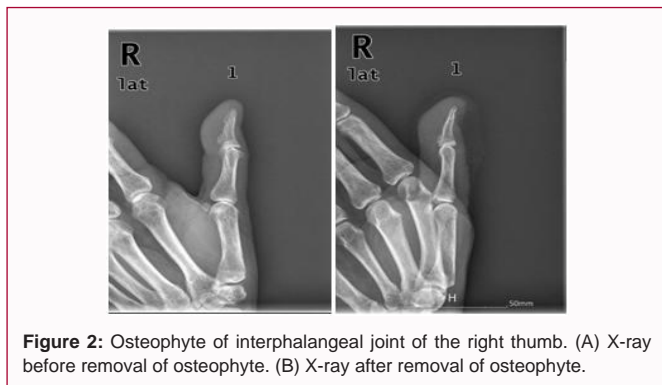 R
lat
1
R
lat
1
H
50mm
Figure 2: Osteophyte of interphalangeal joint of the right thumb. (A) X-ray
before removal of osteophyte. (B) X-ray after removal of osteophyte.